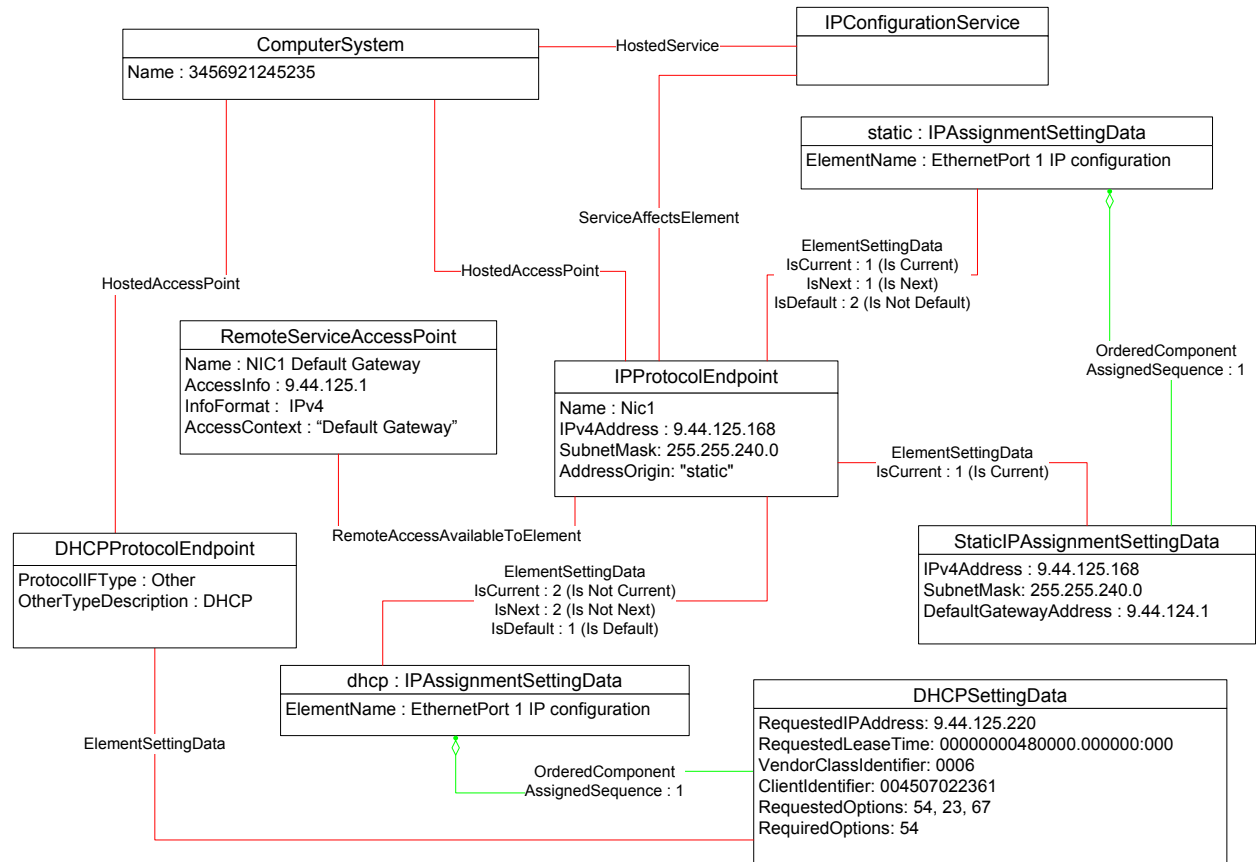 IPConfigurationService
ComputerSystem
Name : 3456921245235
HostedService
static : IPAssignmentSettingData
ElementName : EthernetPort 1 IP configuration
ServiceAffectsElement
ElementSettingData
IsCurrent : 1 (Is Current)
IsNext : 1 (Is Next)
IsDefault : 2 (Is Not Default)
HostedAccessPoint
HostedAccessPoint
RemoteServiceAccessPoint
Name : NIC1 Default Gateway
AccessInfo : 9.44.125.1
InfoFormat : IPv4
AccessContext : “Default Gateway”
OrderedComponent
AssignedSequence : 1
IPProtocolEndpoint
Name : Nic1
IPv4Address : 9.44.125.168
SubnetMask: 255.255.240.0
AddressOrigin: "static"
ElementSettingData
IsCurrent : 1 (Is Current)
RemoteAccessAvailableToElement
DHCPProtocolEndpoint
ProtocolIFType : Other
OtherTypeDescription : DHCP
StaticIPAssignmentSettingData
IPv4Address : 9.44.125.168
SubnetMask: 255.255.240.0
DefaultGatewayAddress : 9.44.124.1
ElementSettingData
IsCurrent : 2 (Is Not Current)
IsNext : 2 (Is Not Next)
IsDefault : 1 (Is Default)
dhcp : IPAssignmentSettingData
ElementName : EthernetPort 1 IP configuration
DHCPSettingData
RequestedIPAddress: 9.44.125.220
RequestedLeaseTime: 00000000480000.000000:000
VendorClassIdentifier: 0006
ClientIdentifier: 004507022361
RequestedOptions: 54, 23, 67
RequiredOptions: 54
ElementSettingData
OrderedComponent
AssignedSequence : 1